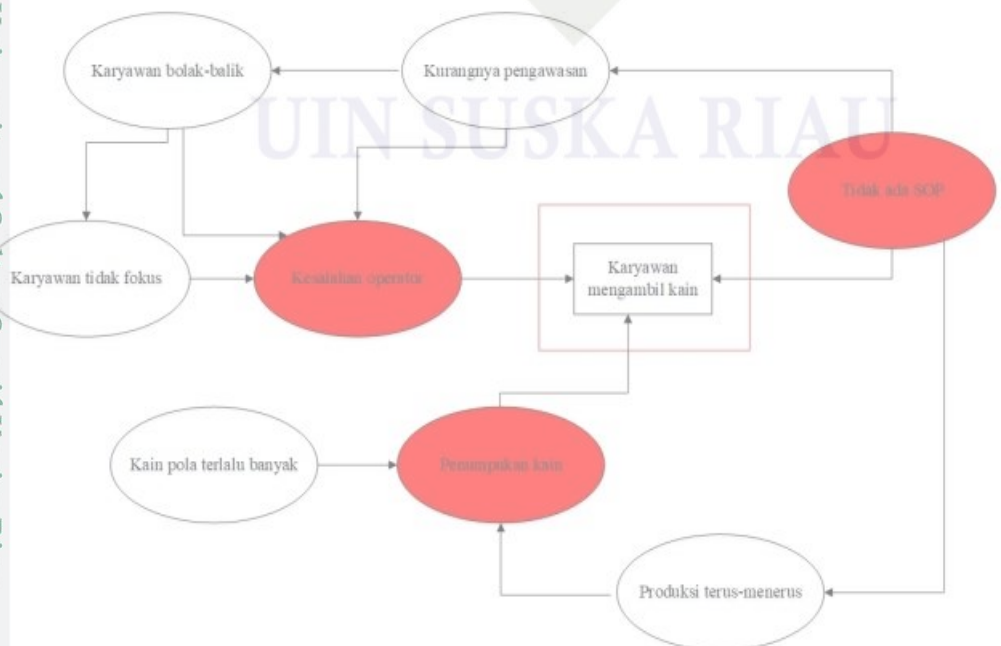 Karyawan bolak-balik
Kurangnya pengawasan
UIN SUSKA RIAU
Tidak ada SOP
Karyawan tidak fokus
Kesalahan operator
Karyawan
mengambil kain
Kain pola terlalu banyak
Penumpukan kain
Produksi terus-menerus